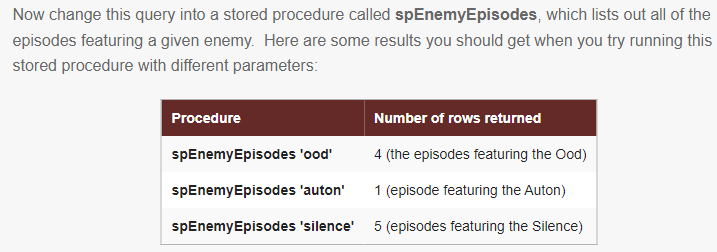 Now change this query into a stored procedure called spEnemyEpisodes, which lists out all of the
episodes featuring a given enemy.  Here are some results you should get when you try running this
stored procedure with different parameters:
Procedure Number of rows returned
spEnemyEpisodes 'ood' 4 (the episodes featuring the Ood)
spEnemyEpisodes 'auton' 1 (episode featuring the Auton)
spEnemyEpisodes 'silence' 5 (episodes featuring the Silence)